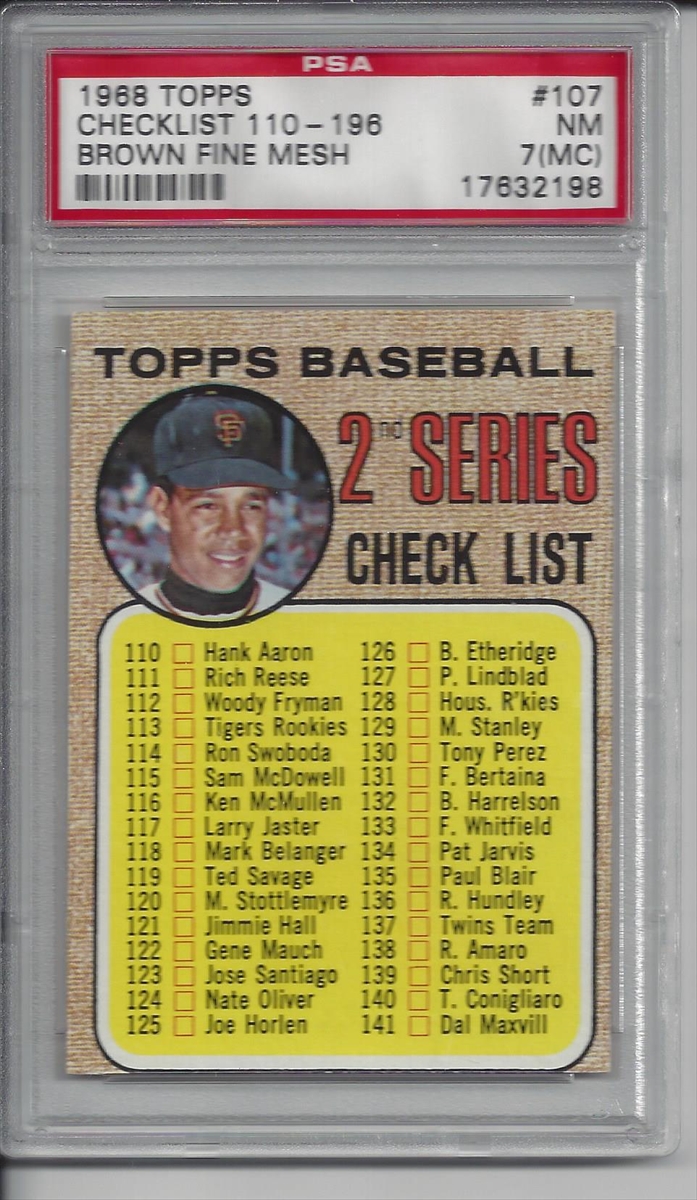 PSA
1968 TOPPS #107
CHECKLIST 110-196 NM
BROWN FINE MESH 7(MC)
17632198
TOPPS BASEBALL
SF
2nd SERIES
CHECK LIST
110 Hank Aaron
111 Rich Reese
112 Woody Fryman
113 Tigers Rookies
114 Ron Swoboda
115 Sam McDowell
116 Ken McMullen
117 Larry Jaster
118 Mark Belanger
119 Ted Savage
120 M. Stottlemyre
121 Jimmie Hall
122 Gene Mauch
123 Jose Santiago
124 Nate Oliver
125 Joe Horlen
126 B. Etheridge
127 P. Lindblad
128 Hous. R'kies
129 M. Stanley
130 Tony Perez
131 F. Bertaina
132 B. Harrelson
133 F. Whitfield
134 Pat Jarvis
135 Paul Blair
136 R. Hundley
137 Twins Team
138 R. Amaro
139 Chris Short
140 T. Conigliaro
141 Dal Maxvill